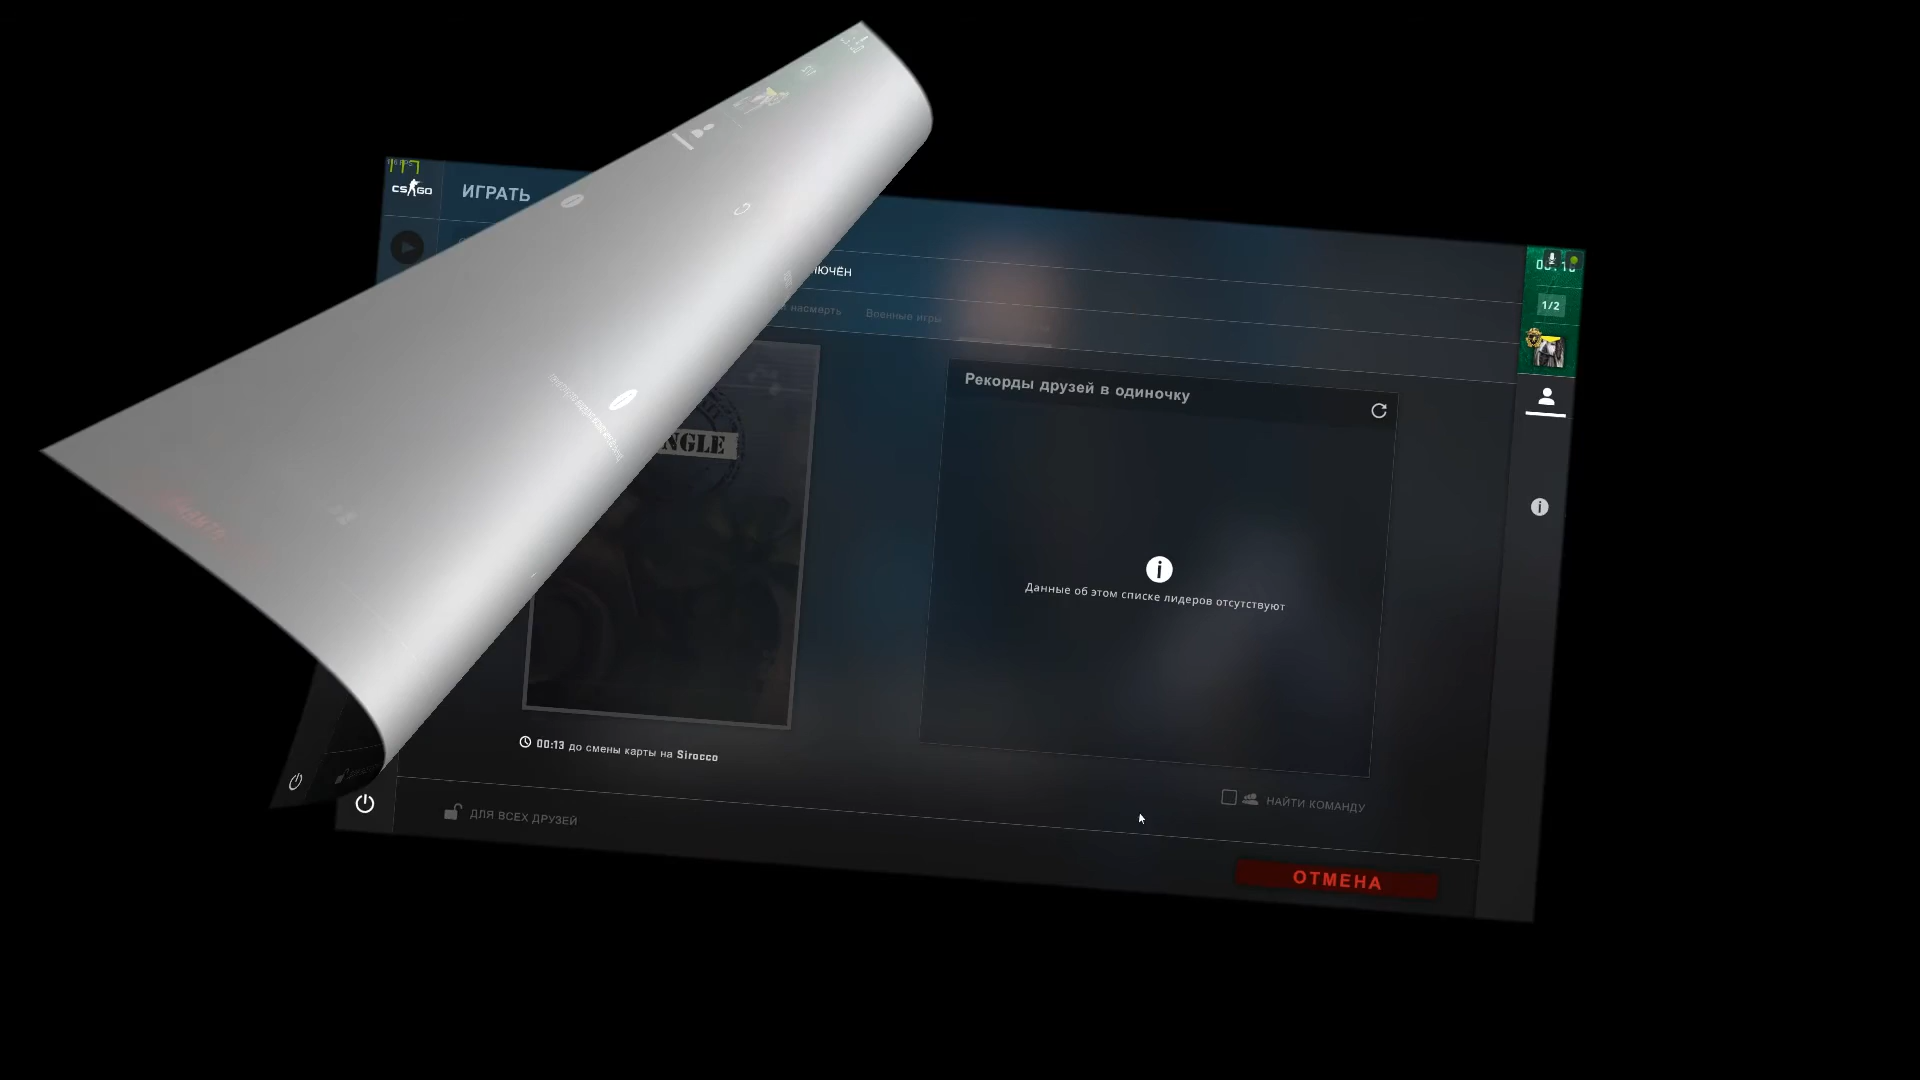 CS GO
ИГРАТЬ
ЮЧЁН
насмерть
Военные игры
1/2
Рекорды друзей в одиночку
NGLE
Данные об этом списке лидеров отсутствуют
00:13 до смены карты на Sirocco
НАЙТИ КОМАНДУ
ДЛЯ ВСЕХ ДРУЗЕЙ
ОТМЕНА